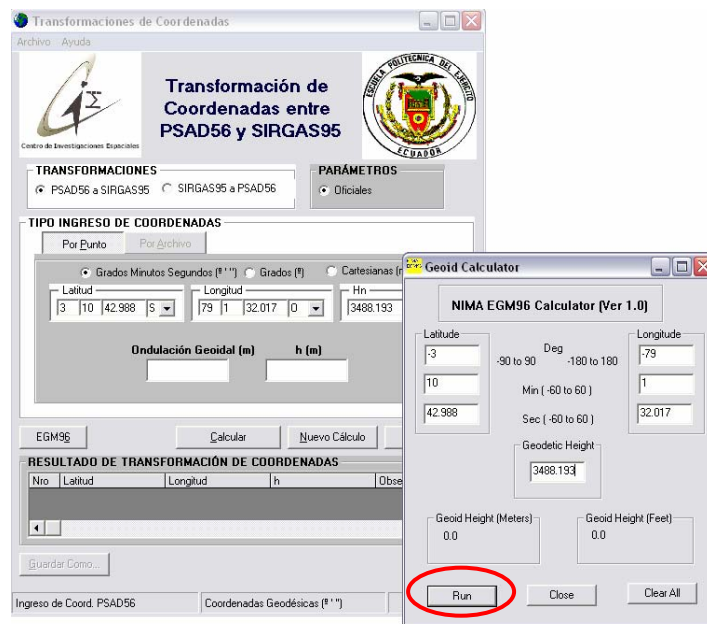 Transformaciones de Coordenadas
Archivo Ayuda
Centro de Investigaciones Espaciales
Transformación de
Coordenadas entre
PSAD56 y SIRGAS95
ESCUELA POLITECNICA DEL EJERCITO
ECUADOR
TRANSFORMACIONES
PSAD56 a SIRGAS95 SIRGAS95 a PSAD56
PARÁMETROS
Oficiales
TIPO INGRESO DE COORDENADAS
Por Punto Por Archivo
Grados Minutos Segundos (º ' '') Grados (º) Cartesianas (m
Latitud Longitud Hn
3 10 42.988 S 79 1 32.017 O 3488.193
Ondulación Geoidal (m) h (m)
EGM96 Calcular Nuevo Cálculo
RESULTADO DE TRANSFORMACIÓN DE COORDENADAS
Nro Latitud Longitud h Obse
Guardar Como...
Ingreso de Coord. PSAD56 Coordenadas Geodésicas (º ' '')
Geoid Calculator
NIMA EGM96 Calculator (Ver 1.0)
Latitude Longitude
-3 Deg -79
-90 to 90 -180 to 180
10 Min ( -60 to 60 ) 1
42.988 Sec ( -60 to 60 ) 32.017
Geodetic Height
3488.193
Geoid Height (Meters) Geoid Height (Feet)
0.0 0.0
Run Close Clear All